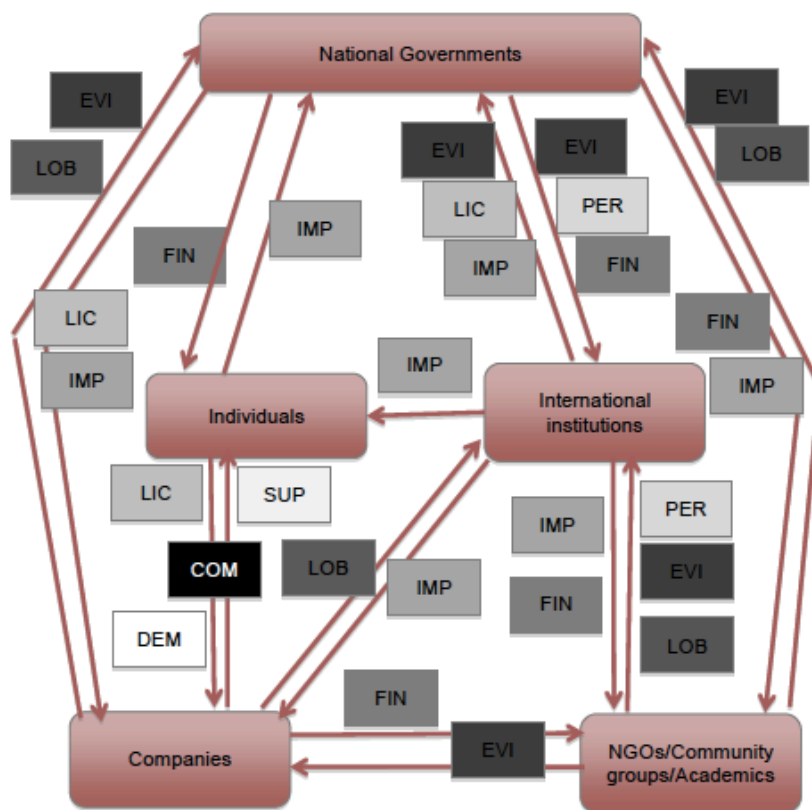 National Governments
EVI
EVI
LOB
LOB
EVI
EVI
LIC
PER
IMP
FIN
IMP
FIN
LIC
FIN
IMP
IMP
IMP
Individuals
International
institutions
LIC
SUP
PER
IMP
COM
LOB
IMP
EVI
FIN
DEM
LOB
FIN
Companies
EVI
NGOs/Community
groups/Academics